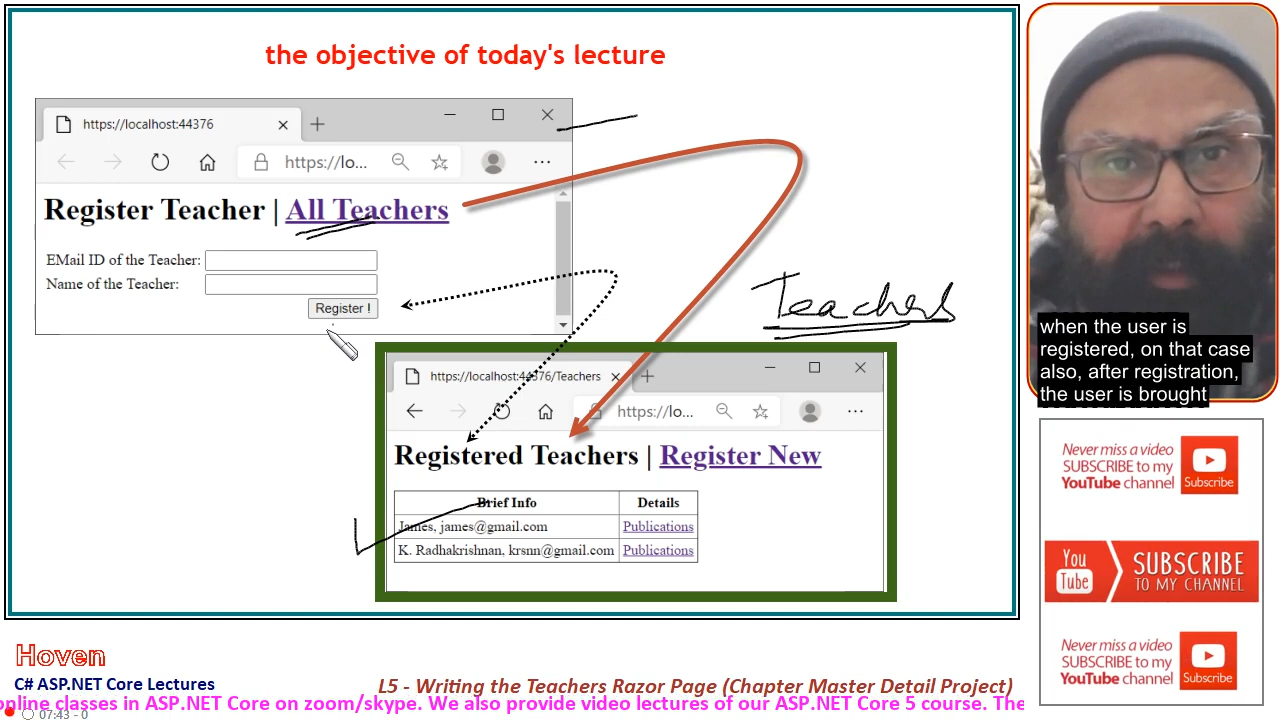 the objective of today's lecture
https://localhost:44376
https://lo...
Register Teacher | All Teachers
EMail ID of the Teacher:
Name of the Teacher:
Register !
Teachers
https://localhost:44376/Teachers
https://lo...
Registered Teachers | Register New
Brief Info Details
James, james@gmail.com Publications
K. Radhakrishnan, krsnn@gmail.com Publications
when the user is
registered, on that case
also, after registration,
the user is brought
Never miss a video
SUBSCRIBE to my
YouTube channel
Subscribe
You
Tube
SUBSCRIBE
TO MY CHANNEL
Never miss a video
SUBSCRIBE to my
YouTube channel
Subscribe
Hoven
C# ASP.NET Core Lectures
L5 - Writing the Teachers Razor Page (Chapter Master Detail Project)
online classes in ASP.NET Core on zoom/skype. We also provide video lectures of our ASP.NET Core 5 course. The
07:43 - 0